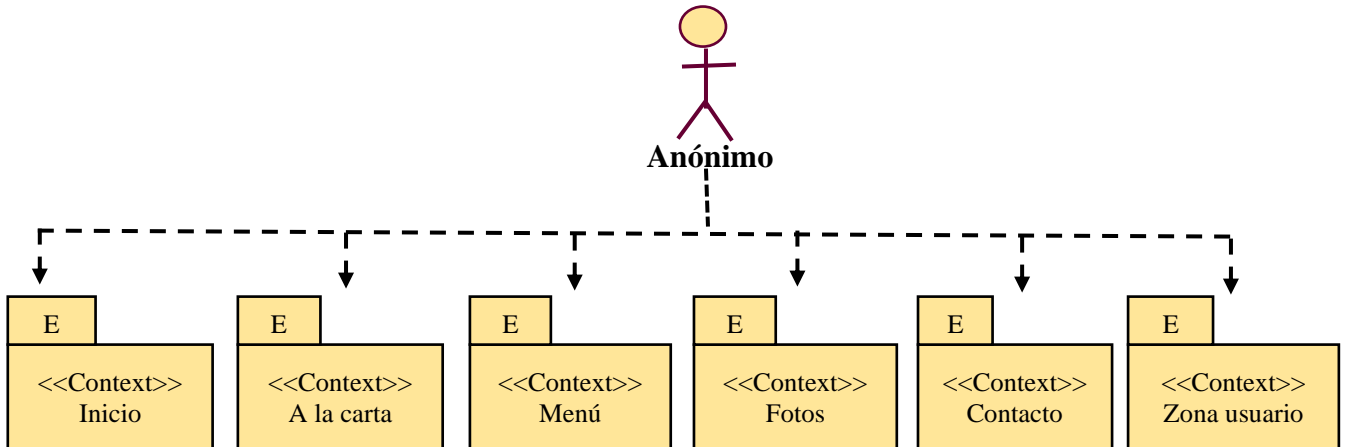 Anónimo
E
E
E
E
E
E
<<Context>>
Inicio
<<Context>>
A la carta
<<Context>>
Menú
<<Context>>
Fotos
<<Context>>
Contacto
<<Context>>
Zona usuario